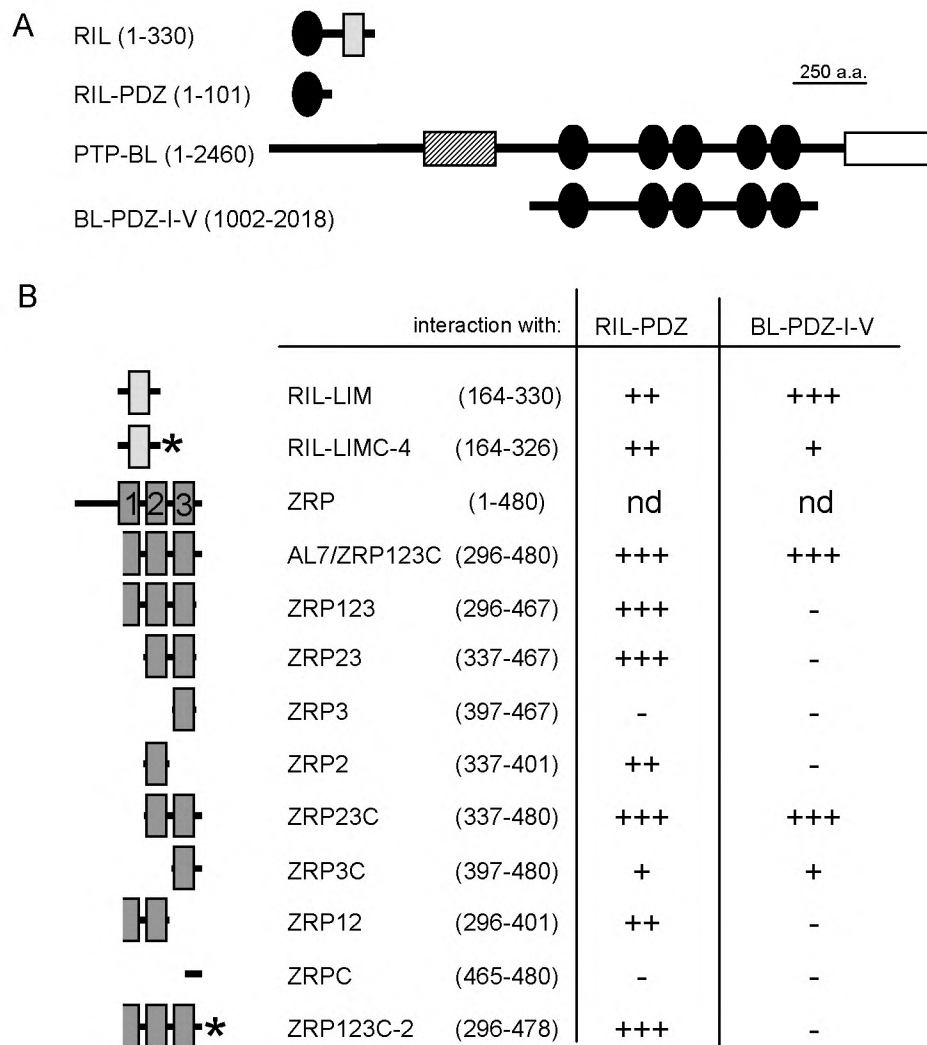 A
RIL (1-330)
RIL-PDZ (1-101)
250 a.a.
PTP-BL (1-2460)
BL-PDZ-I-V (1002-2018)
B
interaction with: RIL-PDZ BL-PDZ-I-V
RIL-LIM (164-330) ++ +++
* RIL-LIMC-4 (164-326) ++ +
1 2 3 ZRP (1-480) nd nd
AL7/ZRP123C (296-480) +++ +++
ZRP123 (296-467) +++ -
ZRP23 (337-467) +++ -
ZRP3 (397-467) - -
ZRP2 (337-401) ++ -
ZRP23C (337-480) +++ +++
ZRP3C (397-480) + +
ZRP12 (296-401) ++ -
ZRPC (465-480) - -
* ZRP123C-2 (296-478) +++ -